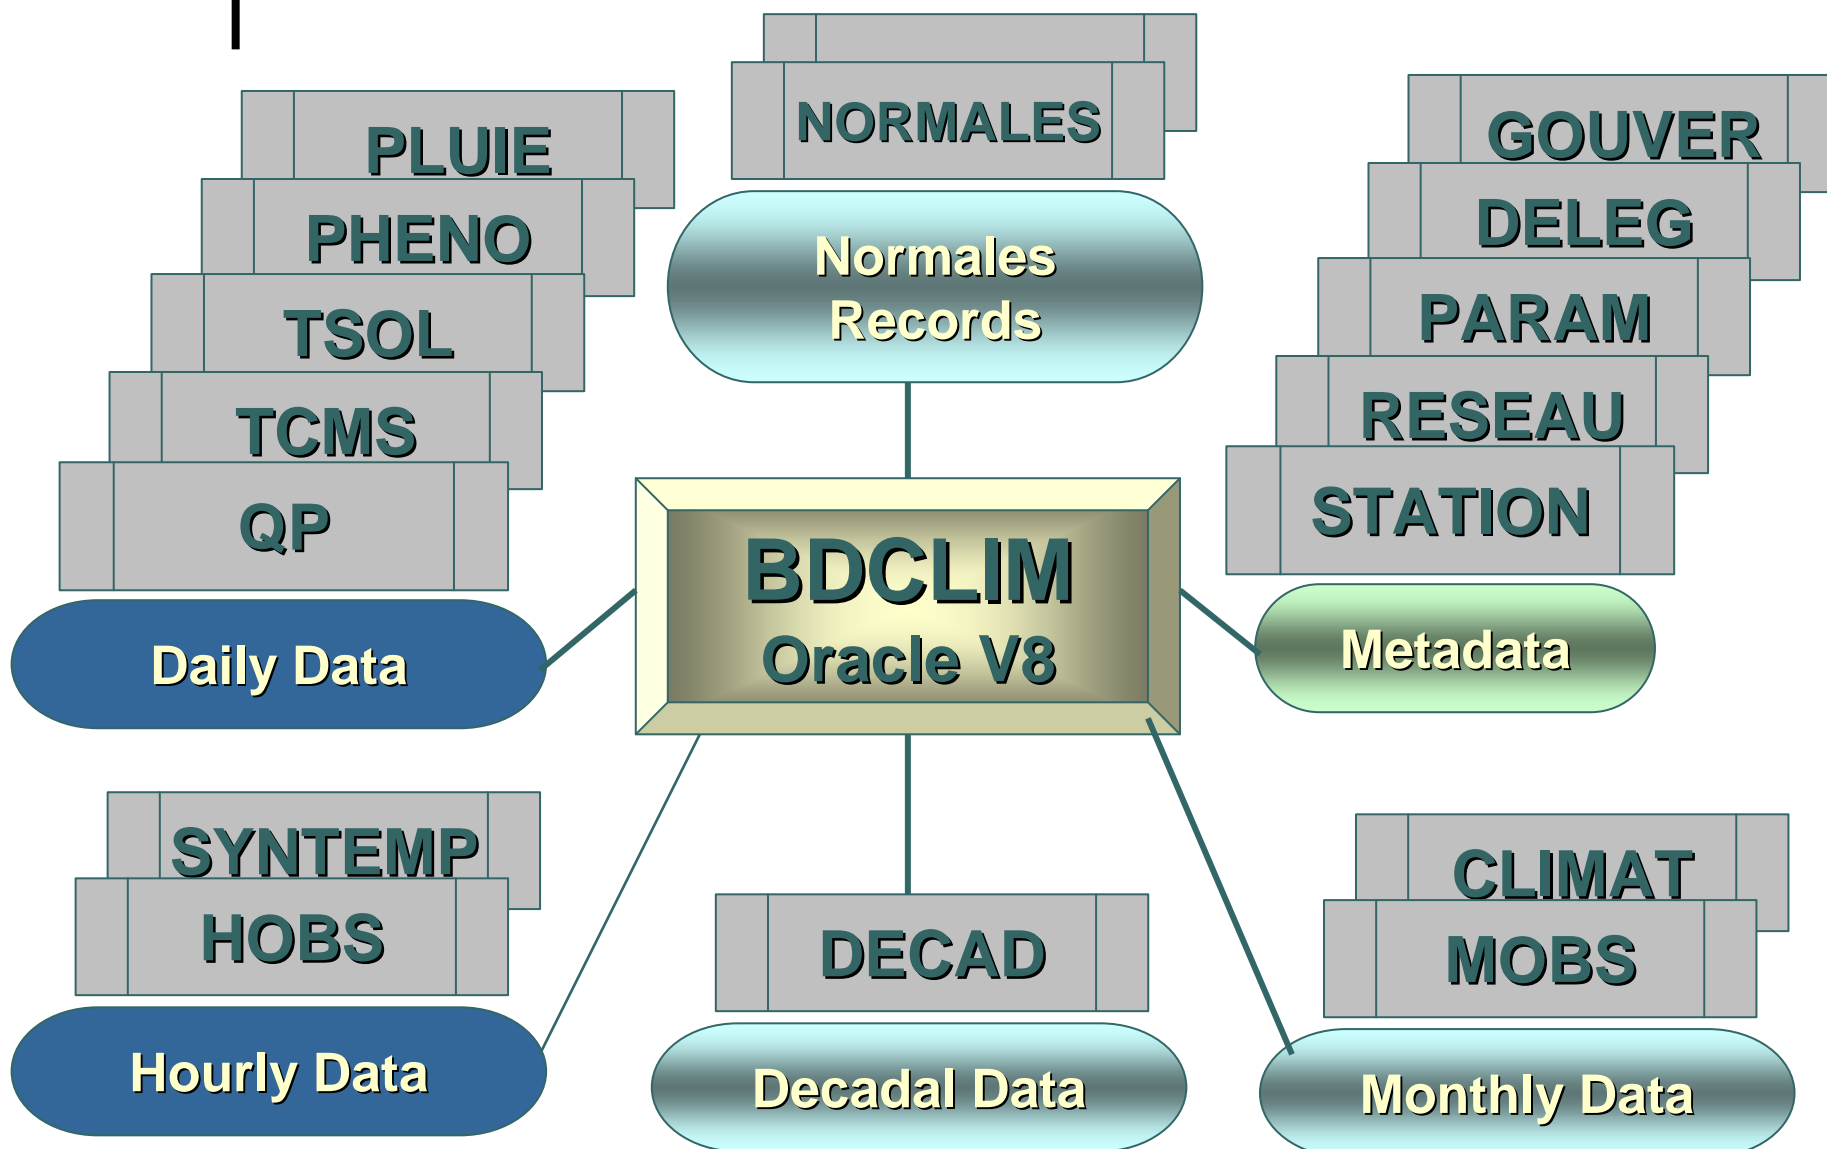 PLUIE
PHENO
TSOL
TCMS
QP
Daily Data
NORMALES
Normales
Records
GOUVER
DELEG
PARAM
RESEAU
STATION
Metadata
BDCLIM
Oracle V8
SYNTEMP
HOBS
Hourly Data
DECAD
Decadal Data
CLIMAT
MOBS
Monthly Data